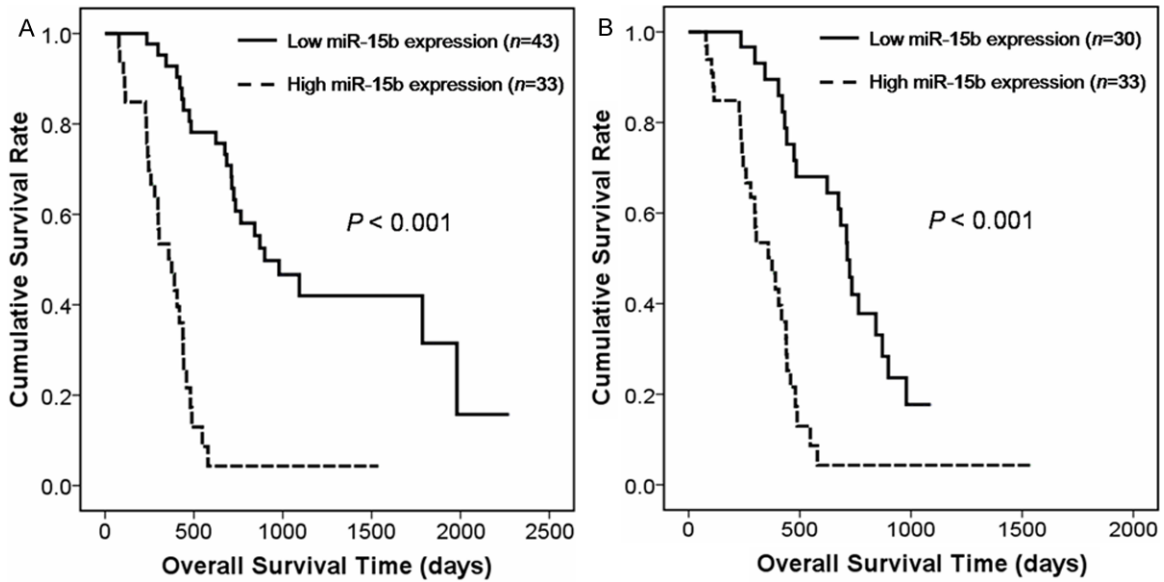 A
Low miR-15b expression (n=43)
High miR-15b expression (n=33)
P < 0.001
Cumulative Survival Rate
1.0
0.8
0.6
0.4
0.2
0.0
0 500 1000 1500 2000 2500
Overall Survival Time (days)
B
Low miR-15b expression (n=30)
High miR-15b expression (n=33)
P < 0.001
Cumulative Survival Rate
1.0
0.8
0.6
0.4
0.2
0.0
0 500 1000 1500 2000
Overall Survival Time (days)